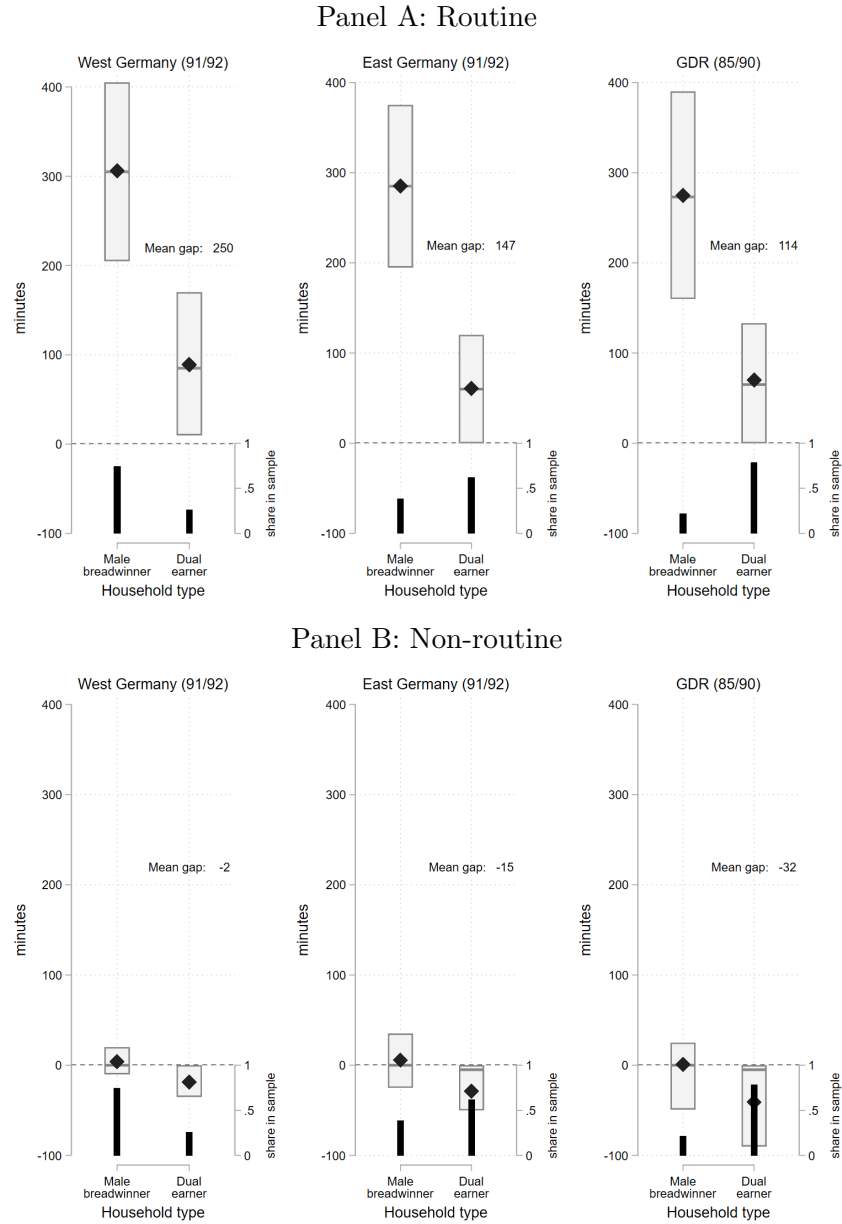 Panel A: Routine
West Germany (91/92)
East Germany (91/92)
GDR (85/90)
400
300
200
100
0
-100
minutes
Mean gap: 250
1
.5
0
share in sample
Male breadwinner
Dual earner
Household type
400
300
200
100
0
-100
minutes
Mean gap: 147
1
.5
0
share in sample
Male breadwinner
Dual earner
Household type
400
300
200
100
0
-100
minutes
Mean gap: 114
1
.5
0
share in sample
Male breadwinner
Dual earner
Household type
Panel B: Non-routine
West Germany (91/92)
East Germany (91/92)
GDR (85/90)
400
300
200
100
0
-100
minutes
Mean gap: -2
1
.5
0
share in sample
Male breadwinner
Dual earner
Household type
400
300
200
100
0
-100
minutes
Mean gap: -15
1
.5
0
share in sample
Male breadwinner
Dual earner
Household type
400
300
200
100
0
-100
minutes
Mean gap: -32
1
.5
0
share in sample
Male breadwinner
Dual earner
Household type